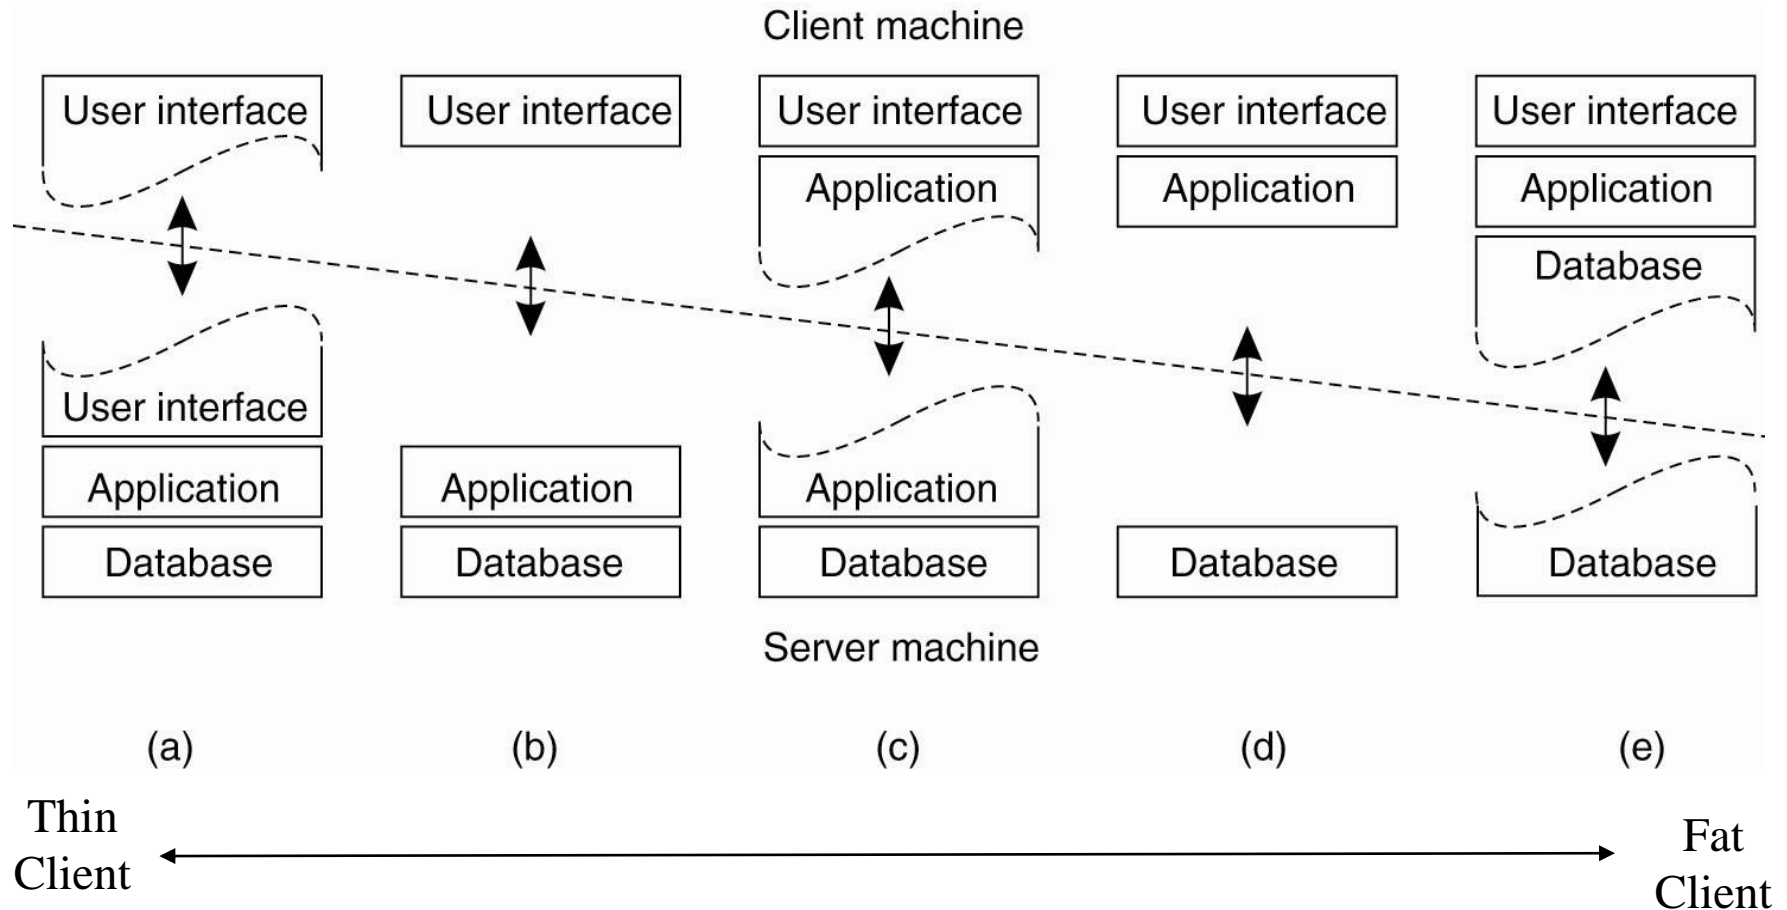 Client machine
User interface
User interface
User interface
User interface
User interface
Application
Application
Application
Database
User interface
Application
Application
Application
Database
Database
Database
Database
Database
Server machine
(a)
(b)
(c)
(d)
(e)
Thin
Client
Fat
Client